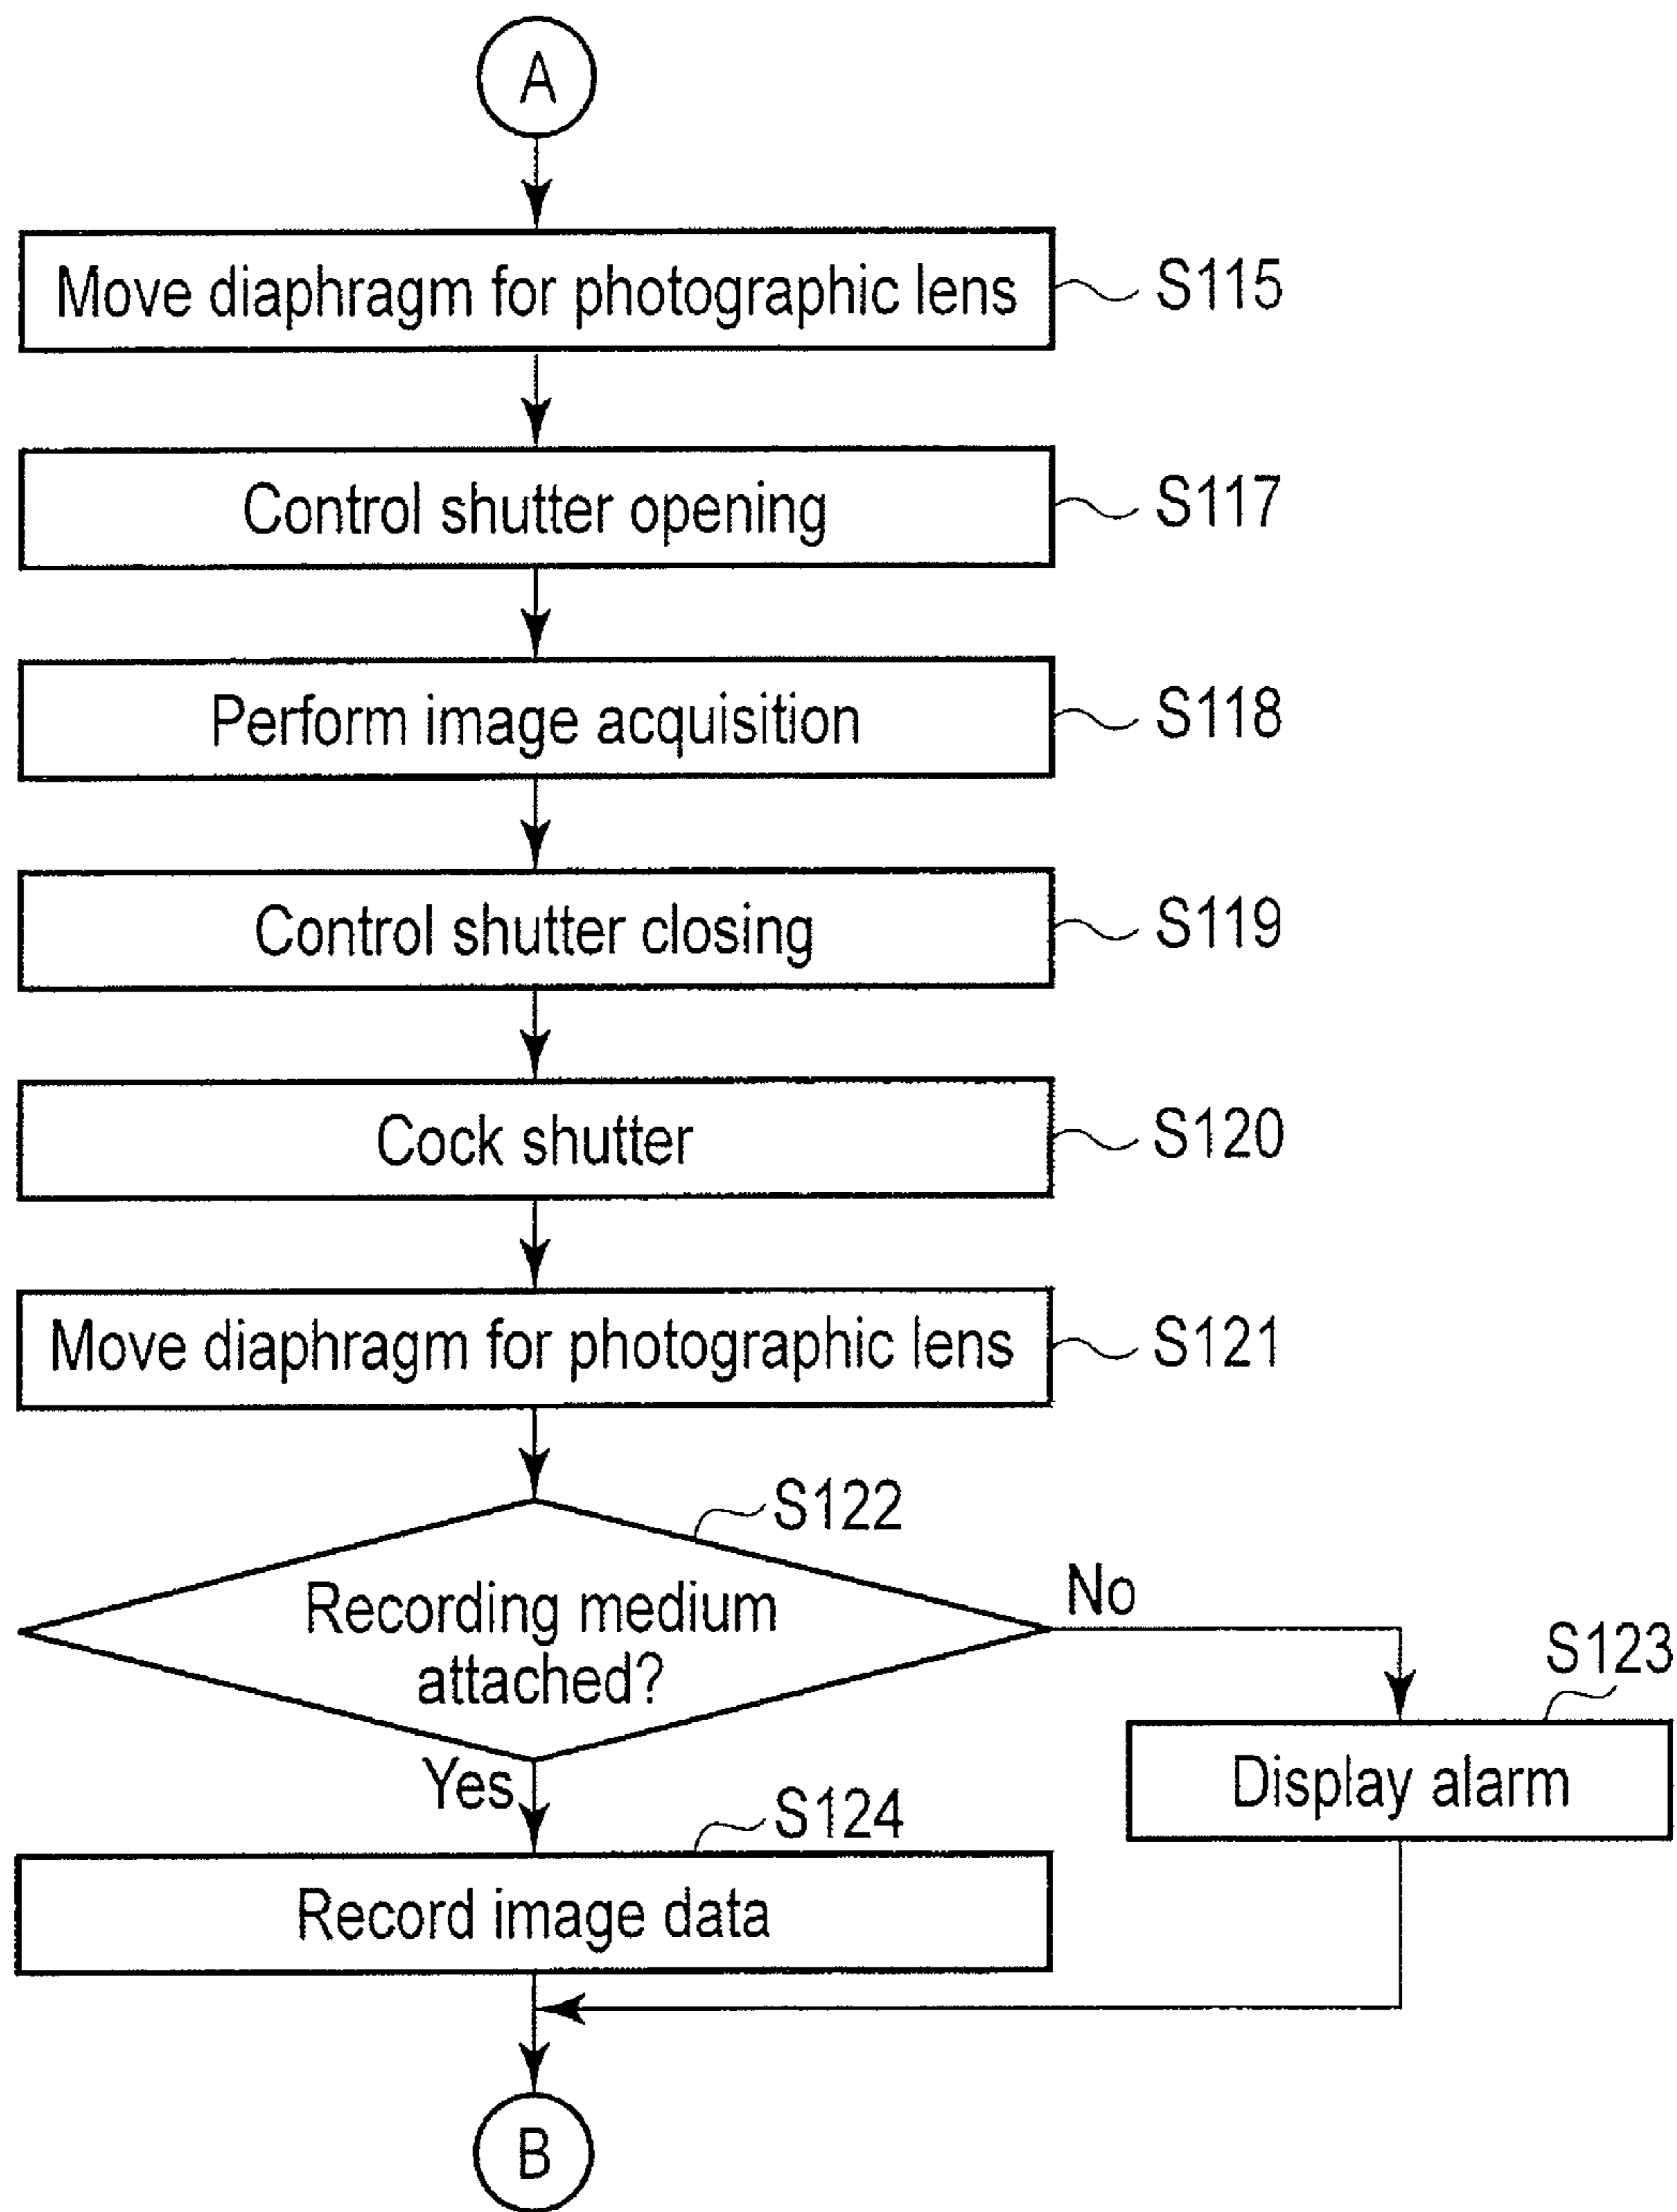 A
Move diaphragm for photographic lens
S115
Control shutter opening
S117
Perform image acquisition
S118
Control shutter closing
S119
Cock shutter
S120
Move diaphragm for photographic lens
S121
S122
Recording medium
attached?
No
S123
Display alarm
Yes
S124
Record image data
B